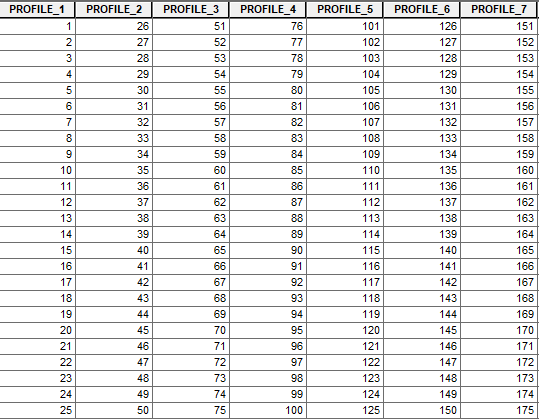 PROFILE_1 PROFILE_2 PROFILE_3 PROFILE_4 PROFILE_5 PROFILE_6 PROFILE_7
1 26 51 76 101 126 151
2 27 52 77 102 127 152
3 28 53 78 103 128 153
4 29 54 79 104 129 154
5 30 55 80 105 130 155
6 31 56 81 106 131 156
7 32 57 82 107 132 157
8 33 58 83 108 133 158
9 34 59 84 109 134 159
10 35 60 85 110 135 160
11 36 61 86 111 136 161
12 37 62 87 112 137 162
13 38 63 88 113 138 163
14 39 64 89 114 139 164
15 40 65 90 115 140 165
16 41 66 91 116 141 166
17 42 67 92 117 142 167
18 43 68 93 118 143 168
19 44 69 94 119 144 169
20 45 70 95 120 145 170
21 46 71 96 121 146 171
22 47 72 97 122 147 172
23 48 73 98 123 148 173
24 49 74 99 124 149 174
25 50 75 100 125 150 175